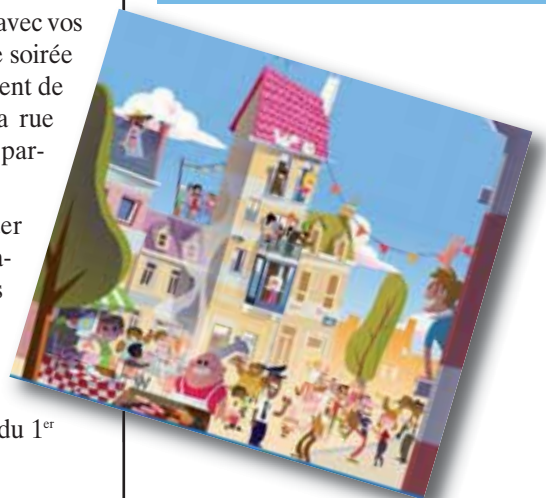 avec vos
e soirée
ent de
a rue
par-
er
a-
s
du 1er